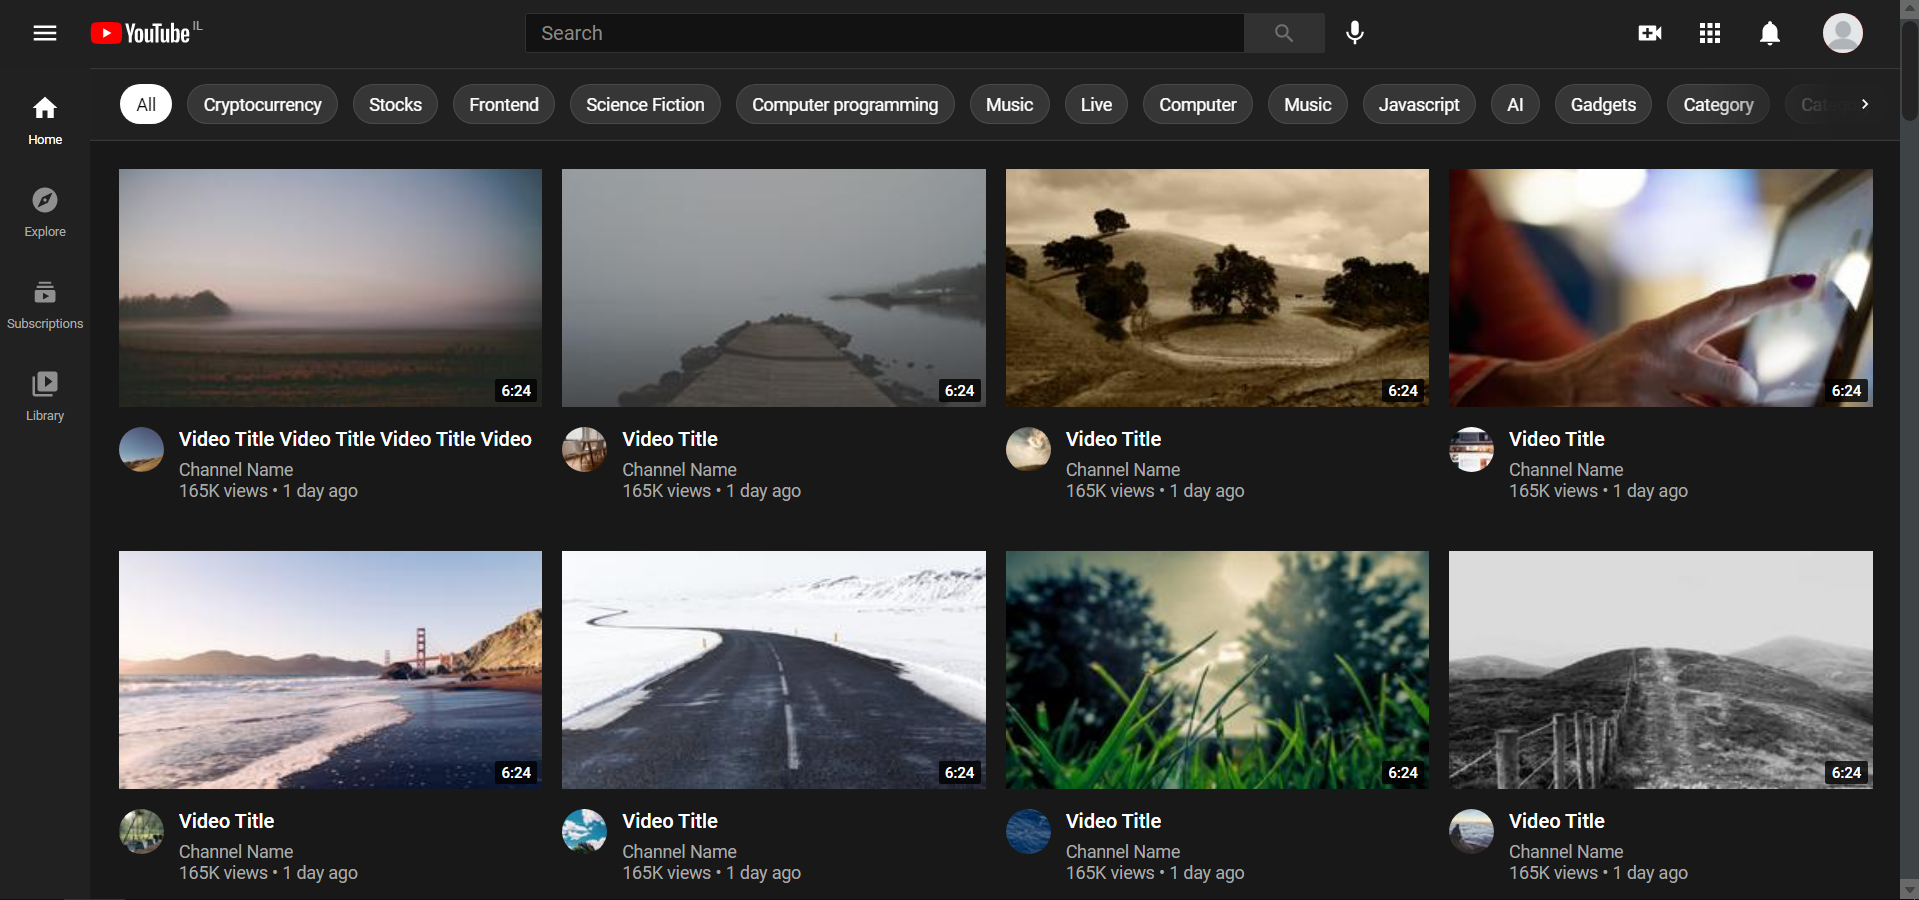 YouTube IL
Search
All Cryptocurrency Stocks Frontend Science Fiction Computer programming Music Live Computer Music Javascript AI Gadgets Category
Home
Explore
Subscriptions
Library
6:24 6:24 6:24 6:24
Video Title Video Title Video Title Video
Channel Name
165K views • 1 day ago
Video Title
Channel Name
165K views • 1 day ago
Video Title
Channel Name
165K views • 1 day ago
Video Title
Channel Name
165K views • 1 day ago
6:24 6:24 6:24 6:24
Video Title
Channel Name
165K views • 1 day ago
Video Title
Channel Name
165K views • 1 day ago
Video Title
Channel Name
165K views • 1 day ago
Video Title
Channel Name
165K views • 1 day ago